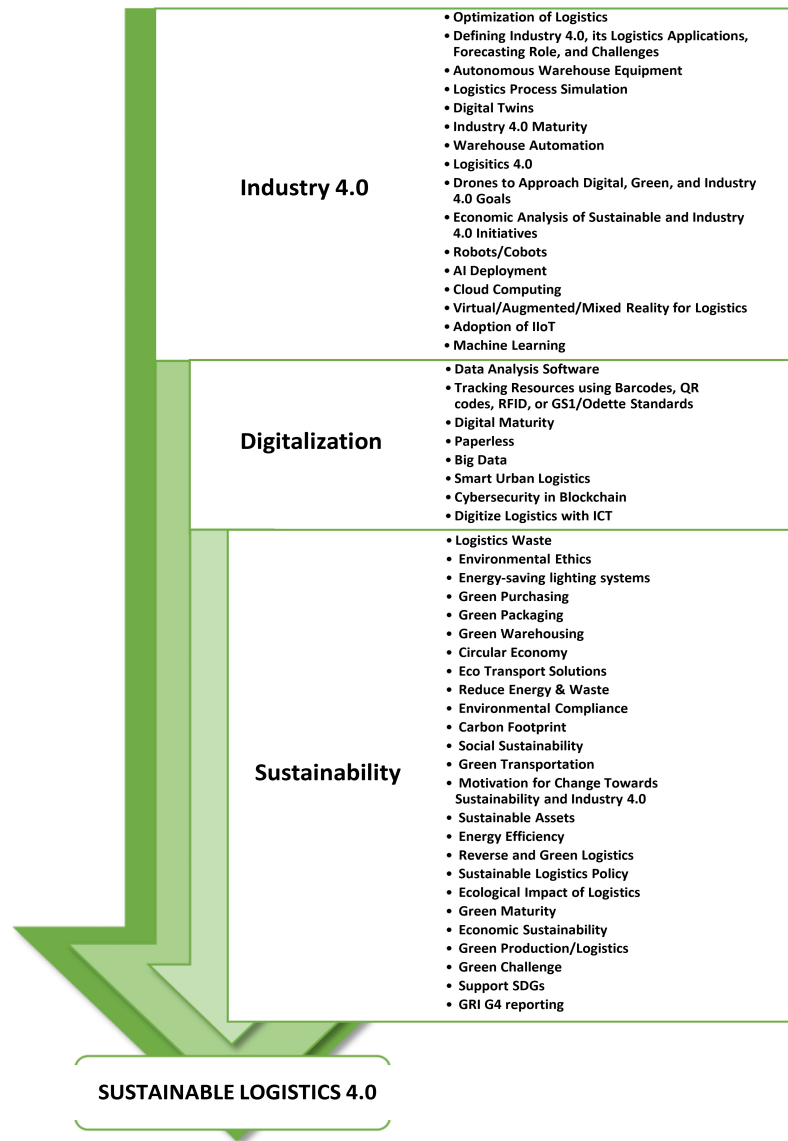 • Optimization of Logistics
• Defining Industry 4.0, its Logistics Applications,
Forecasting Role, and Challenges
• Autonomous Warehouse Equipment
• Logistics Process Simulation
• Digital Twins
• Industry 4.0 Maturity
• Warehouse Automation
• Logisitics 4.0
Industry 4.0
• Drones to Approach Digital, Green, and Industry
4.0 Goals
• Economic Analysis of Sustainable and Industry
4.0 Initiatives
• Robots/Cobots
• AI Deployment
• Cloud Computing
• Virtual/Augmented/Mixed Reality for Logistics
• Adoption of IIoT
• Machine Learning
• Data Analysis Software
• Tracking Resources using Barcodes, QR
codes, RFID, or GS1/Odette Standards
• Digital Maturity
Digitalization
• Paperless
• Big Data
• Smart Urban Logistics
• Cybersecurity in Blockchain
• Digitize Logistics with ICT
• Logistics Waste
• Environmental Ethics
• Energy-saving lighting systems
• Green Purchasing
• Green Packaging
• Green Warehousing
• Circular Economy
• Eco Transport Solutions
• Reduce Energy & Waste
• Environmental Compliance
• Carbon Footprint
• Social Sustainability
• Green Transportation
Sustainability
• Motivation for Change Towards
Sustainability and Industry 4.0
• Sustainable Assets
• Energy Efficiency
• Reverse and Green Logistics
• Sustainable Logistics Policy
• Ecological Impact of Logistics
• Green Maturity
• Economic Sustainability
• Green Production/Logistics
• Green Challenge
• Support SDGs
• GRI G4 reporting
SUSTAINABLE LOGISTICS 4.0